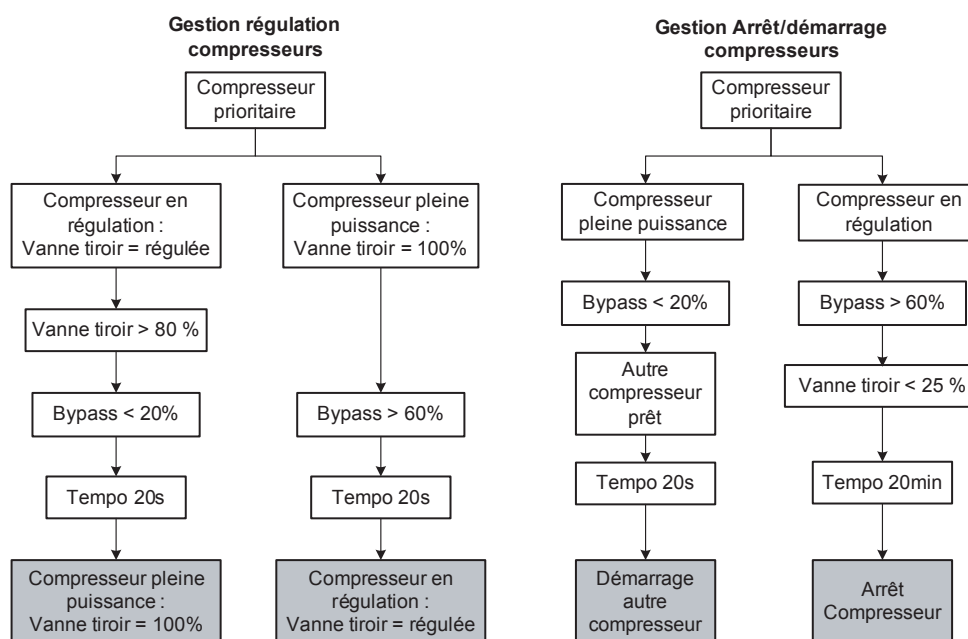 Gestion régulation
compresseurs
Compresseur
prioritaire
Compresseur en
régulation :
Vanne tiroir = régulée
Vanne tiroir > 80 %
Bypass < 20%
Tempo 20s
Compresseur pleine
puissance :
Vanne tiroir = 100%
Compresseur pleine
puissance :
Vanne tiroir = 100%
Bypass > 60%
Tempo 20s
Compresseur en
régulation :
Vanne tiroir = régulée
Gestion Arrêt/démarrage
compresseurs
Compresseur
prioritaire
Compresseur
pleine puissance
Bypass < 20%
Autre
compresseur
prêt
Tempo 20s
Démarrage
autre
compresseur
Compresseur en
régulation
Bypass > 60%
Vanne tiroir < 25 %
Tempo 20min
Arrêt
Compresseur